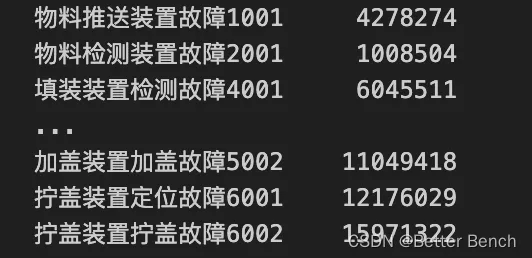 物料推送装置故障1001 4278274
物料检测装置故障2001 1008504
填装装置检测故障4001 6045511
...
加盖装置加盖故障5002 11049418
拧盖装置定位故障6001 12176029
拧盖装置拧盖故障6002 15971322
CSDN @Better Bench